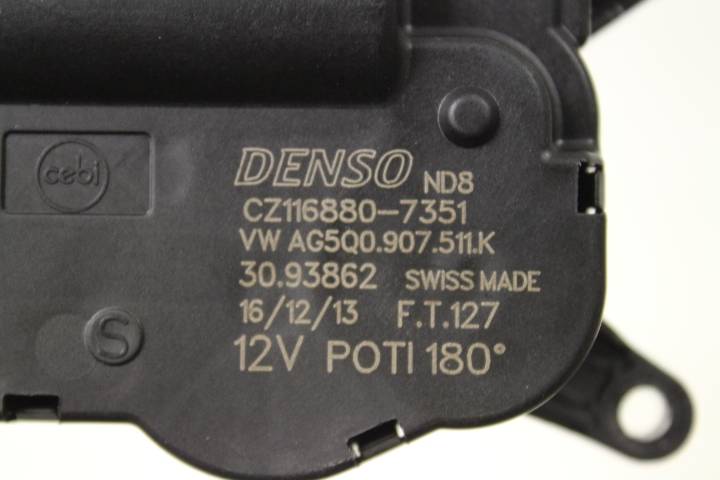 cebi
DENSO ND8
CZ116880-7351
VW AG5Q0.907.511.K
30.93862 SWISS MADE
16/12/13 F.T.127
12V POTI 180°
S